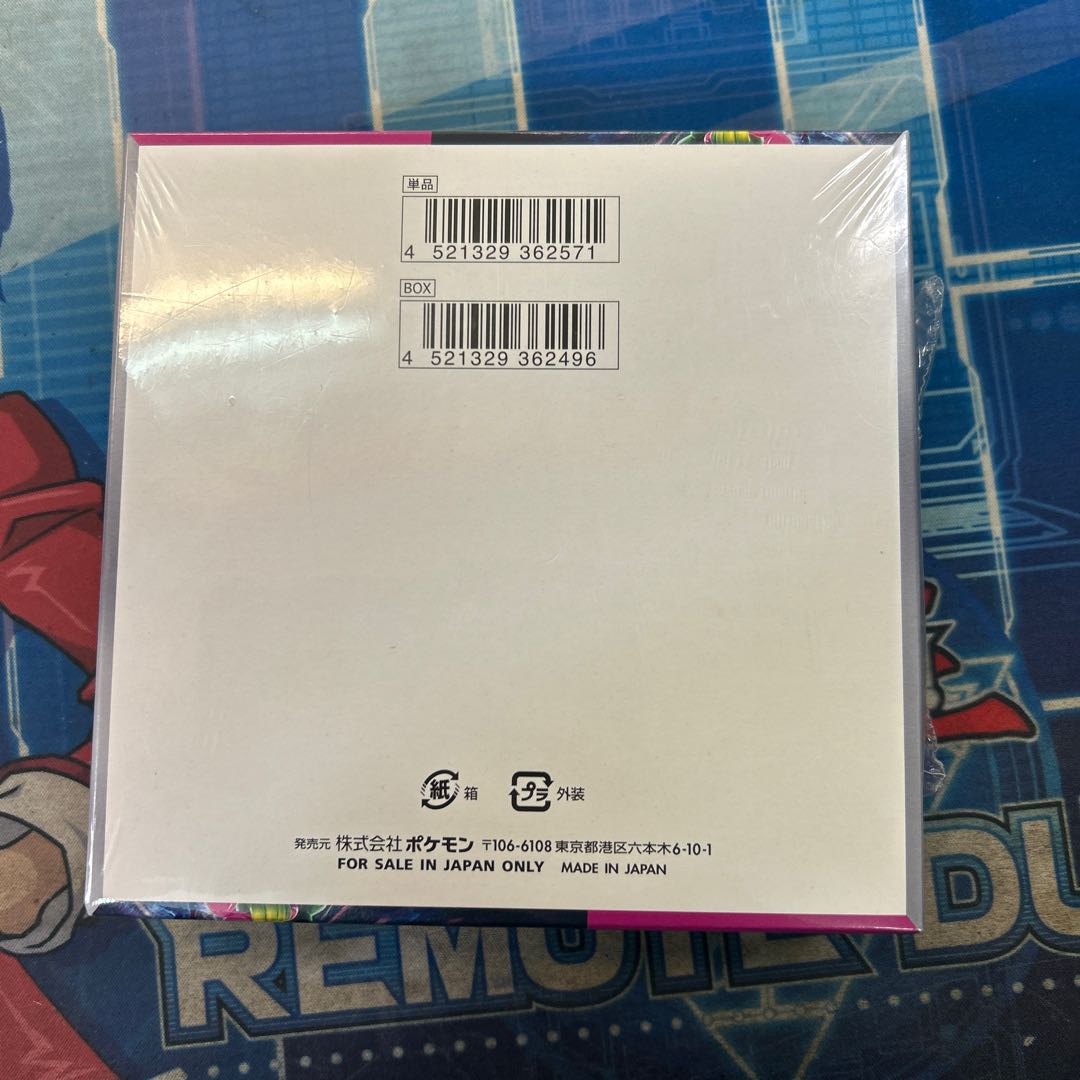 単品
4 521329 362571
BOX
4 521329 362496
紙 箱 プラ 外装
発売元 株式会社 ポケモン 〒106-6108 東京都港区六本木6-10-1
FOR SALE IN JAPAN ONLY MADE IN JAPAN
REMOTE DU